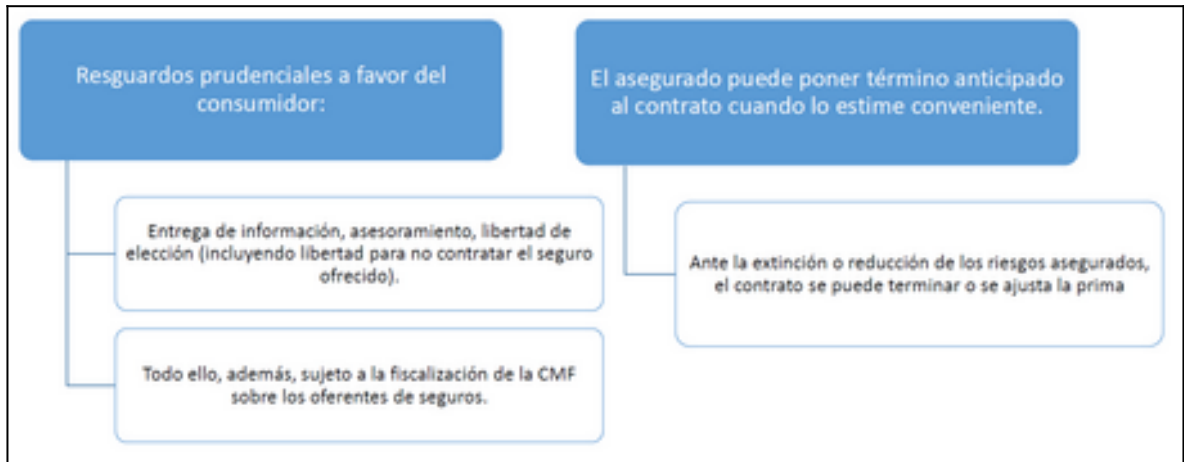 Resguardos prudenciales a favor del
consumidor:
Entrega de información, asesoramiento, libertad de
elección (incluyendo libertad para no contratar el seguro
ofrecido).
Todo ello, además, sujeto a la fiscalización de la CMF
sobre los oferentes de seguros.
El asegurado puede poner término anticipado
al contrato cuando lo estime conveniente.
Ante la extinción o reducción de los riesgos asegurados,
el contrato se puede terminar o se ajusta la prima